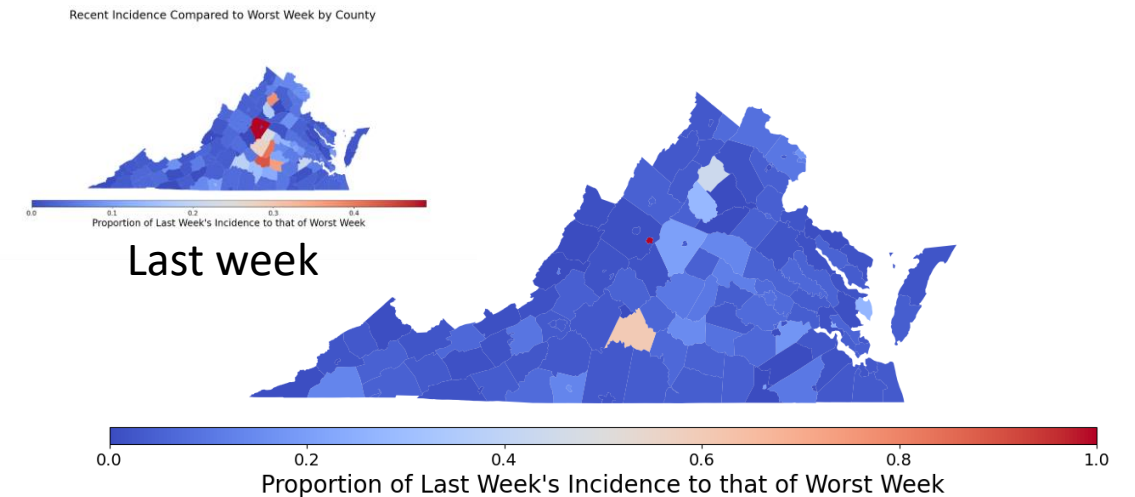 Recent Incidence Compared to Worst Week by County
0.0 0.1 0.2 0.3 0.4
Proportion of Last Week's Incidence to that of Worst Week
Last week
0.0 0.2 0.4 0.6 0.8 1.0
Proportion of Last Week's Incidence to that of Worst Week